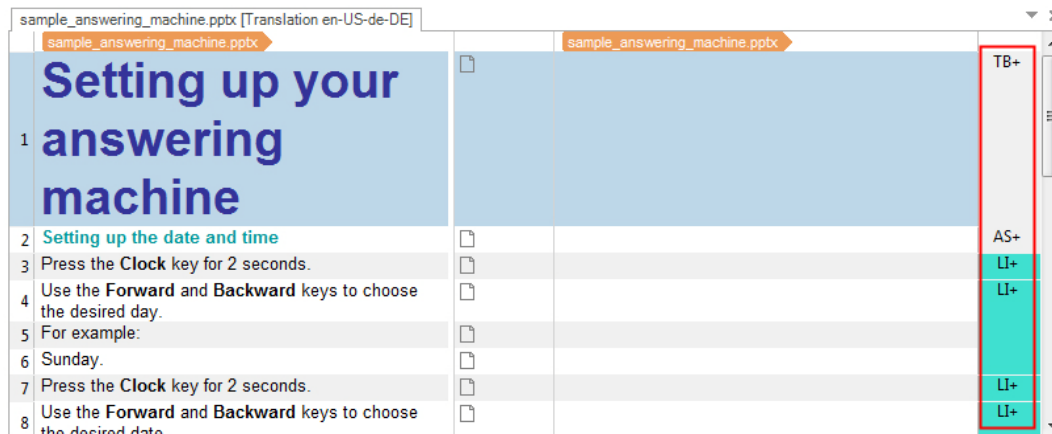 sample_answering_machine.pptx [Translation en-US-de-DE]
sample_answering_machine.pptx sample_answering_machine.pptx
1 Setting up your TB+
answering
machine
2 Setting up the date and time AS+
3 Press the Clock key for 2 seconds. LI+
4 Use the Forward and Backward keys to choose LI+
the desired day.
5 For example:
6 Sunday.
7 Press the Clock key for 2 seconds. LI+
8 Use the Forward and Backward keys to choose LI+
the desired date